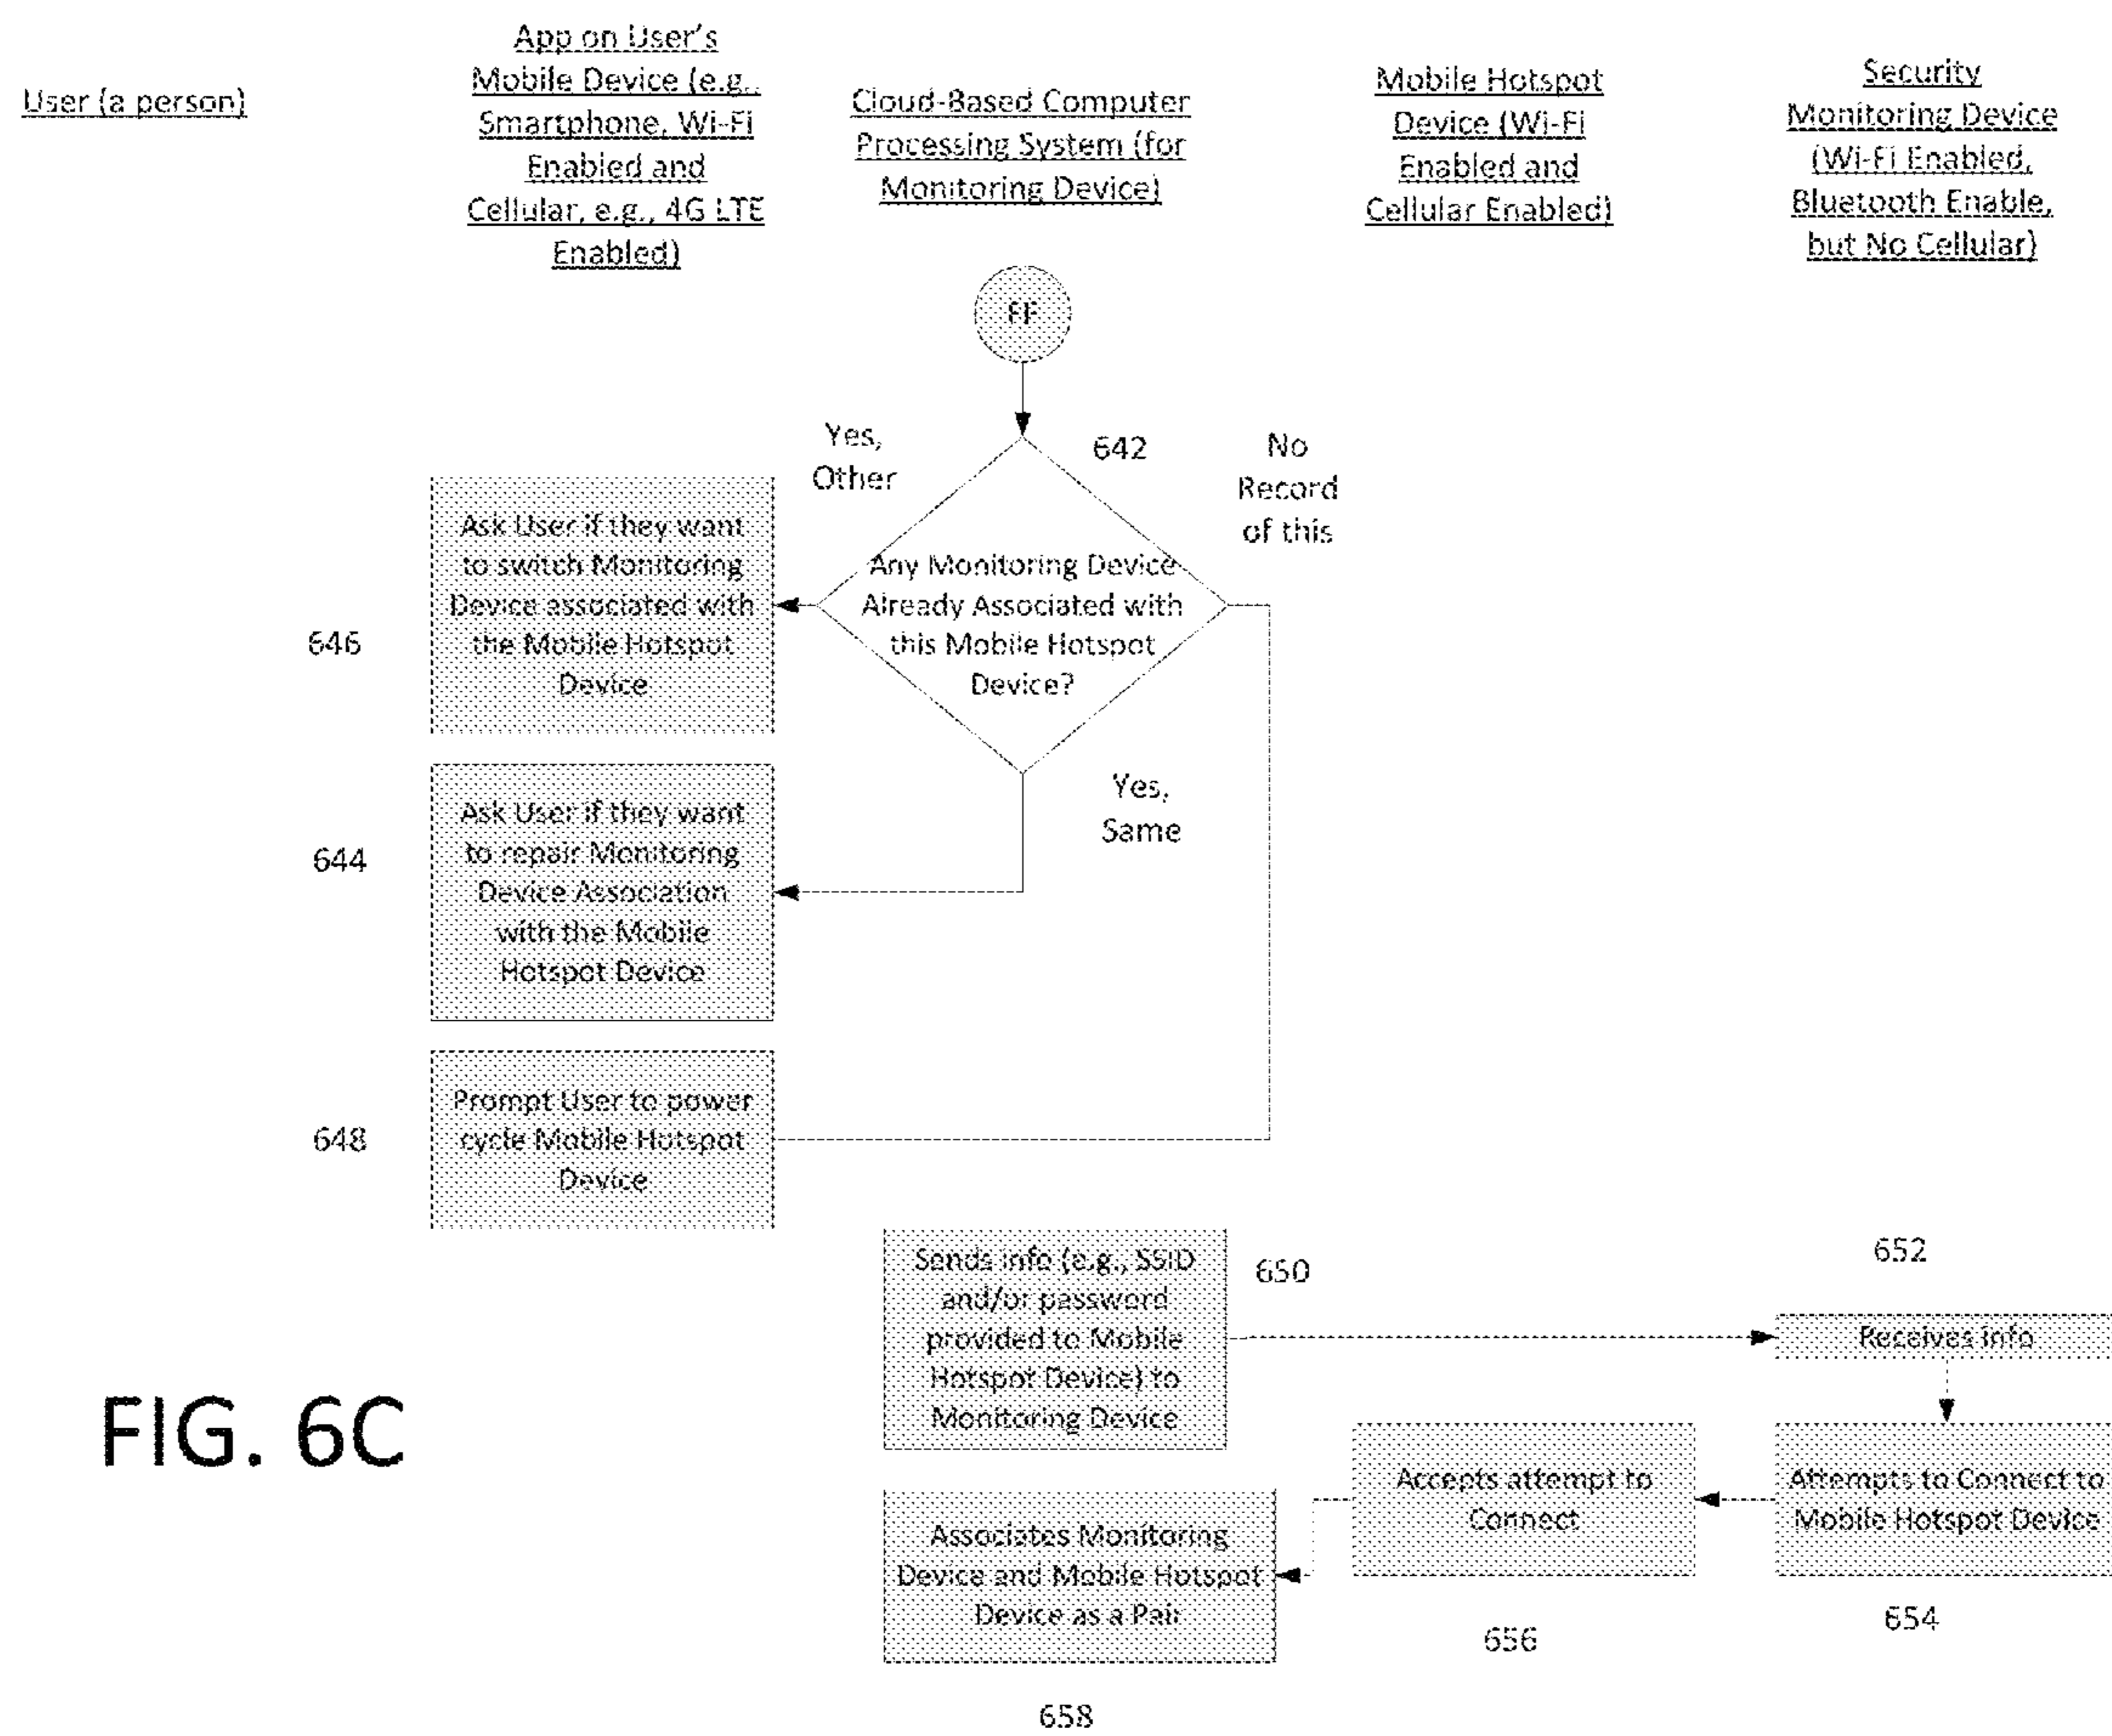 User (a person)
App on User's
Mobile Device (e.g.,
Smartphone, Wi-Fi
Enabled and
Cellular, e.g., 4G LTE
Enabled)
Cloud-Based Computer
Processing System (for
Monitoring Device)
Mobile Hotspot
Device (Wi-Fi
Enabled and
Cellular Enabled)
Security
Monitoring Device
(Wi-Fi Enabled,
Bluetooth Enable,
but No Cellular)
FF
Yes,
Other
642
No
Record
of this
Any Monitoring Device
Already Associated with
this Mobile Hotspot
Device?
Ask User if they want
to switch Monitoring
Device associated with
the Mobile Hotspot
Device
646
Yes,
Same
Ask User if they want
to repair Monitoring
Device Association
with the Mobile
Hotspot Device
644
Prompt User to power
cycle Mobile Hotspot
Device
648
Sends info (e.g., SSID
and/or password
provided to Mobile
Hotspot Device) to
Monitoring Device
650
652
Receives info
Attempts to Connect to
Mobile Hotspot Device
654
Accepts attempt to
Connect
656
Associates Monitoring
Device and Mobile Hotspot
Device as a Pair
658
FIG. 6C